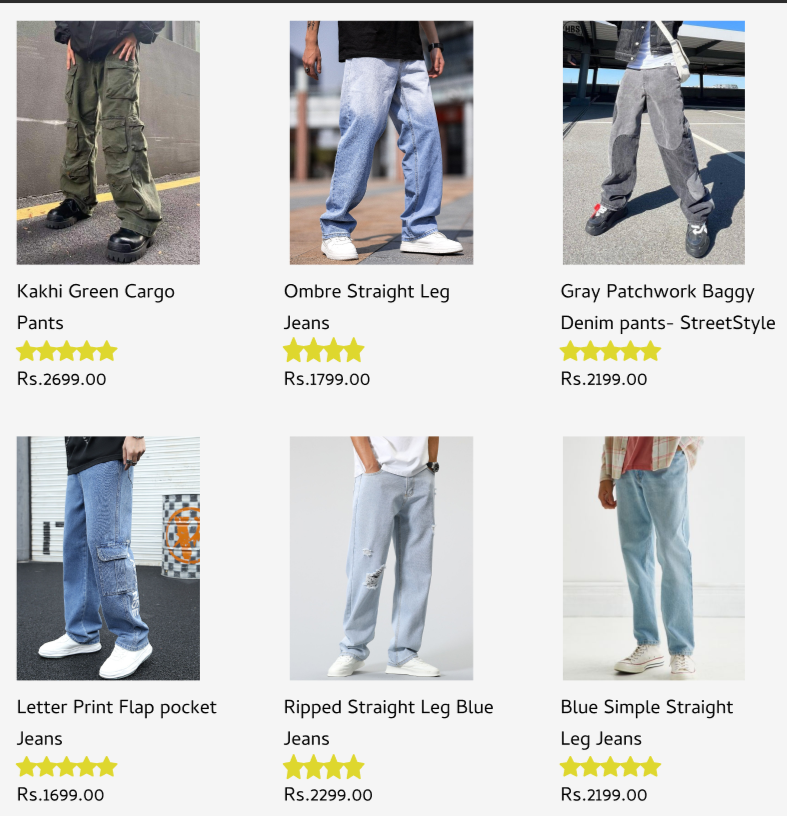 Kakhi Green Cargo
Pants
Rs.2699.00
Ombre Straight Leg
Jeans
Rs.1799.00
Gray Patchwork Baggy
Denim pants- StreetStyle
Rs.2199.00
Letter Print Flap pocket
Jeans
Rs.1699.00
Ripped Straight Leg Blue
Jeans
Rs.2299.00
Blue Simple Straight
Leg Jeans
Rs.2199.00